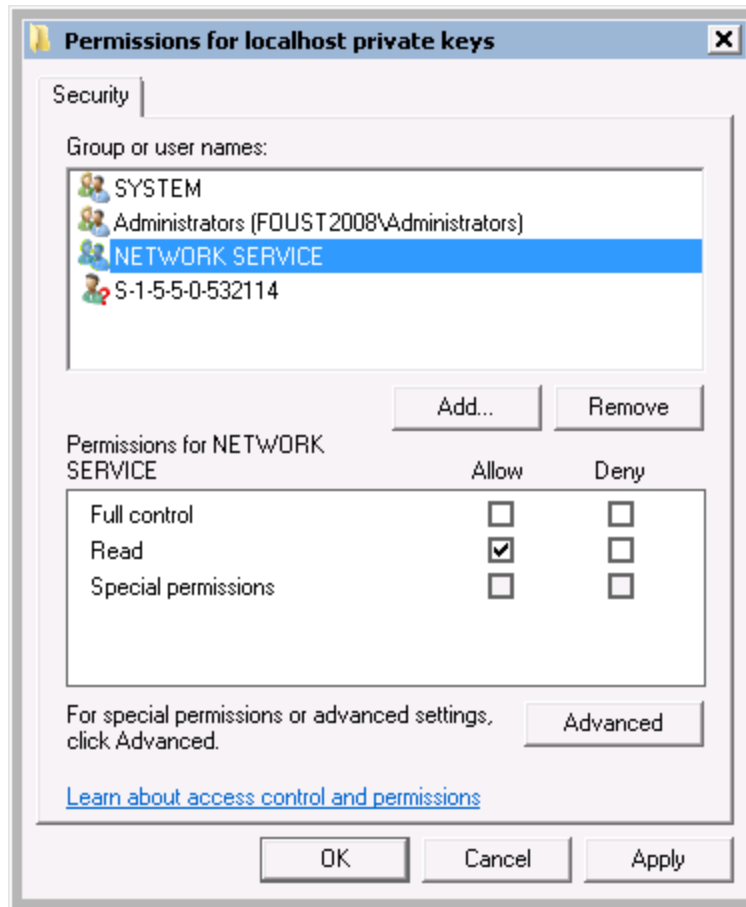 Permissions for localhost private keys
Security
Group or user names:
SYSTEM
Administrators (FOUST2008\Administrators)
NETWORK SERVICE
S-1-5-5-0-532114
Add... Remove
Permissions for NETWORK
SERVICE Allow Deny
Full control
Read
Special permissions
For special permissions or advanced settings,
click Advanced.
Advanced
Learn about access control and permissions
OK Cancel Apply